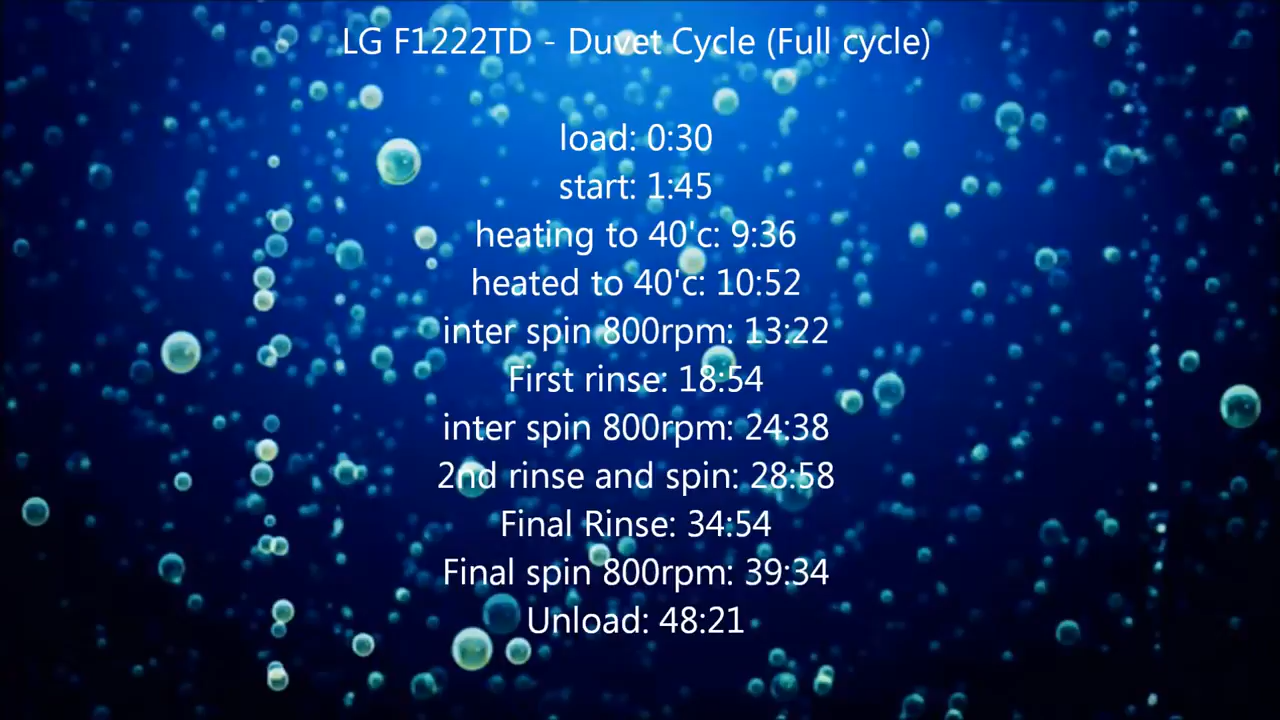 LG F1222TD - Duvet Cycle (Full cycle)
load: 0:30
start: 1:45
heating to 40'c: 9:36
heated to 40'c: 10:52
inter spin 800rpm: 13:22
First rinse: 18:54
inter spin 800rpm: 24:38
2nd rinse and spin: 28:58
Final Rinse: 34:54
Final spin 800rpm: 39:34
Unload: 48:21